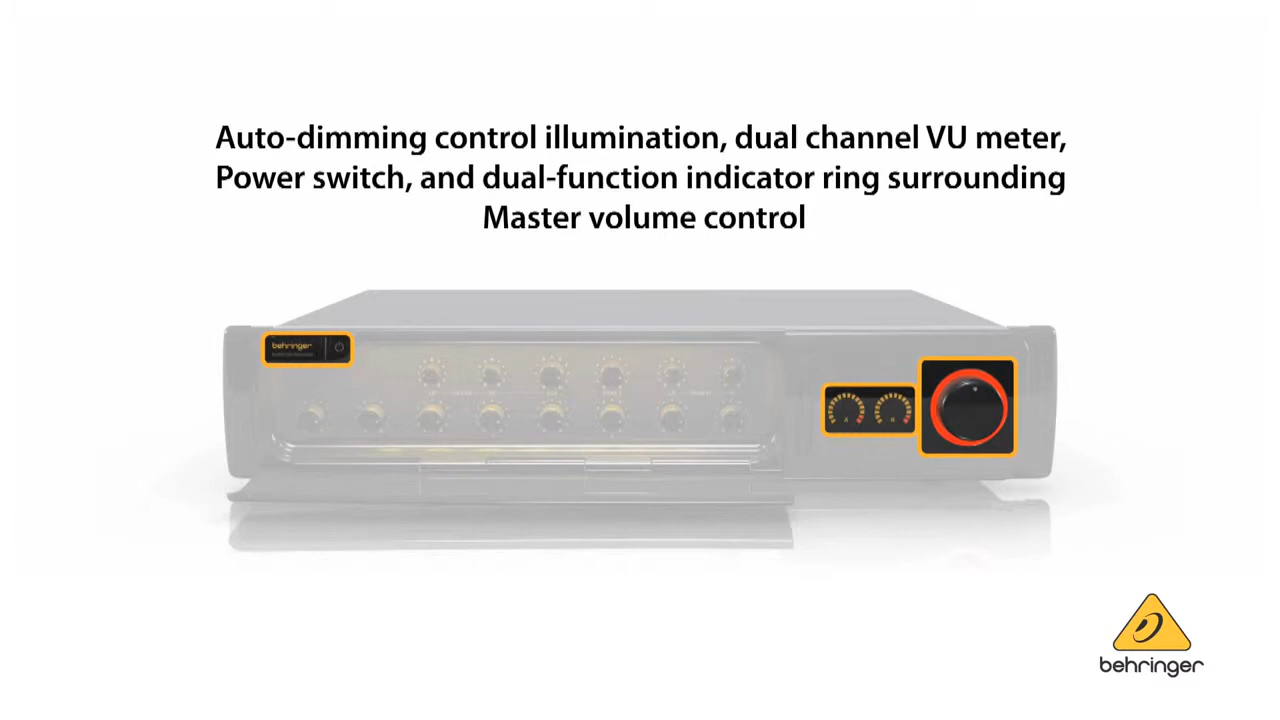 Auto-dimming control illumination, dual channel VU meter,
Power switch, and dual-function indicator ring surrounding
Master volume control
behringer
A B
behringer